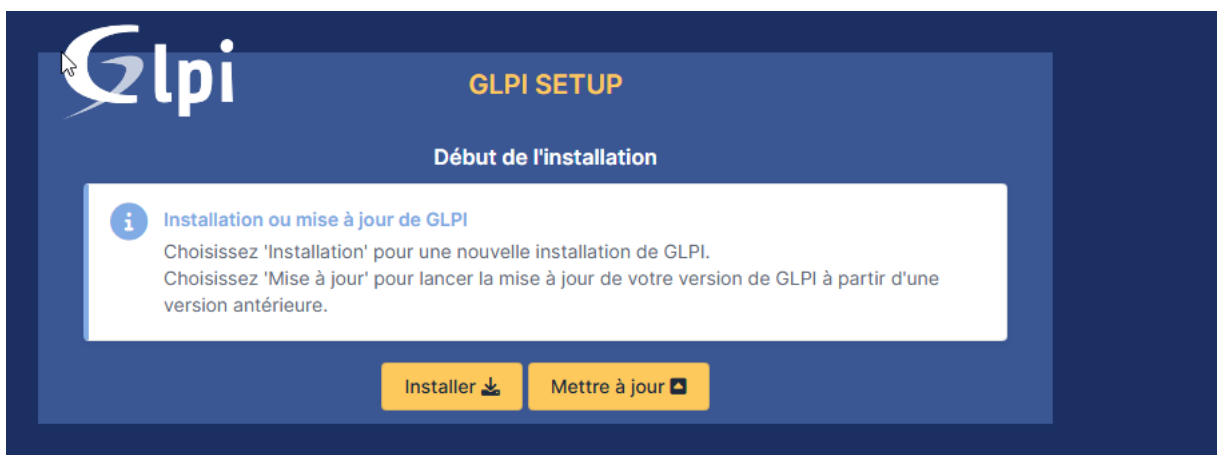 Glpi
GLPI SETUP
Début de l'installation
Installation ou mise à jour de GLPI
Choisissez 'Installation' pour une nouvelle installation de GLPI.
Choisissez 'Mise à jour' pour lancer la mise à jour de votre version de GLPI à partir d'une
version antérieure.
Installer Mettre à jour